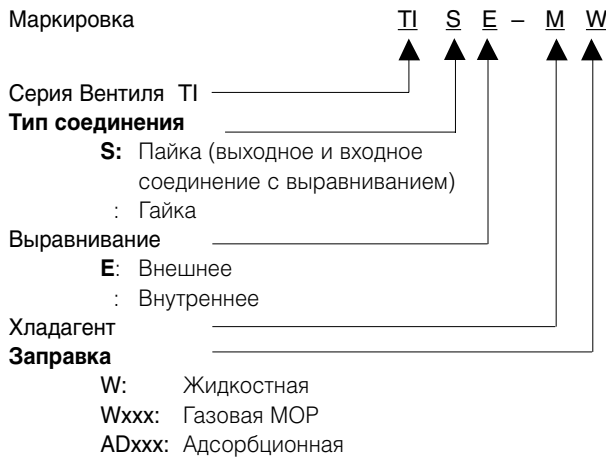 Маркировка TI S E – M W
Серия Вентиля TI
Тип соединения
S: Пайка (выходное и входное
соединение с выравниванием)
: Гайка
Выравнивание
E: Внешнее
: Внутреннее
Хладагент
Заправка
W: Жидкостная
Wxxx: Газовая МОР
ADxxx: Адсорбционная